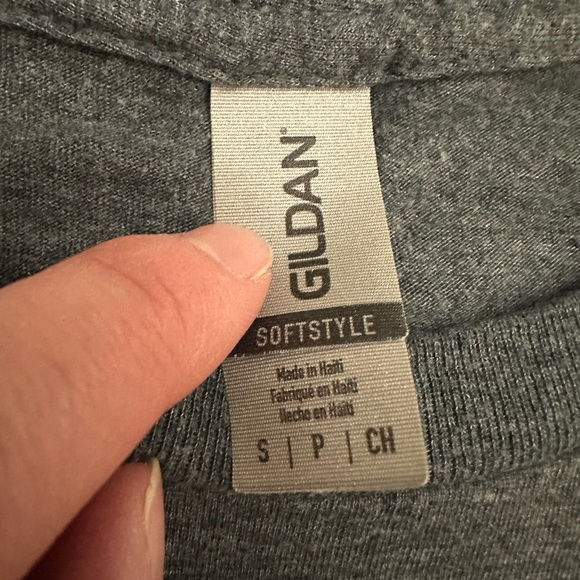 GILDAN®
SOFTSTYLE
Made in Haiti
Fabriqué en Haïti
Hecho en Haití
S | P | CH